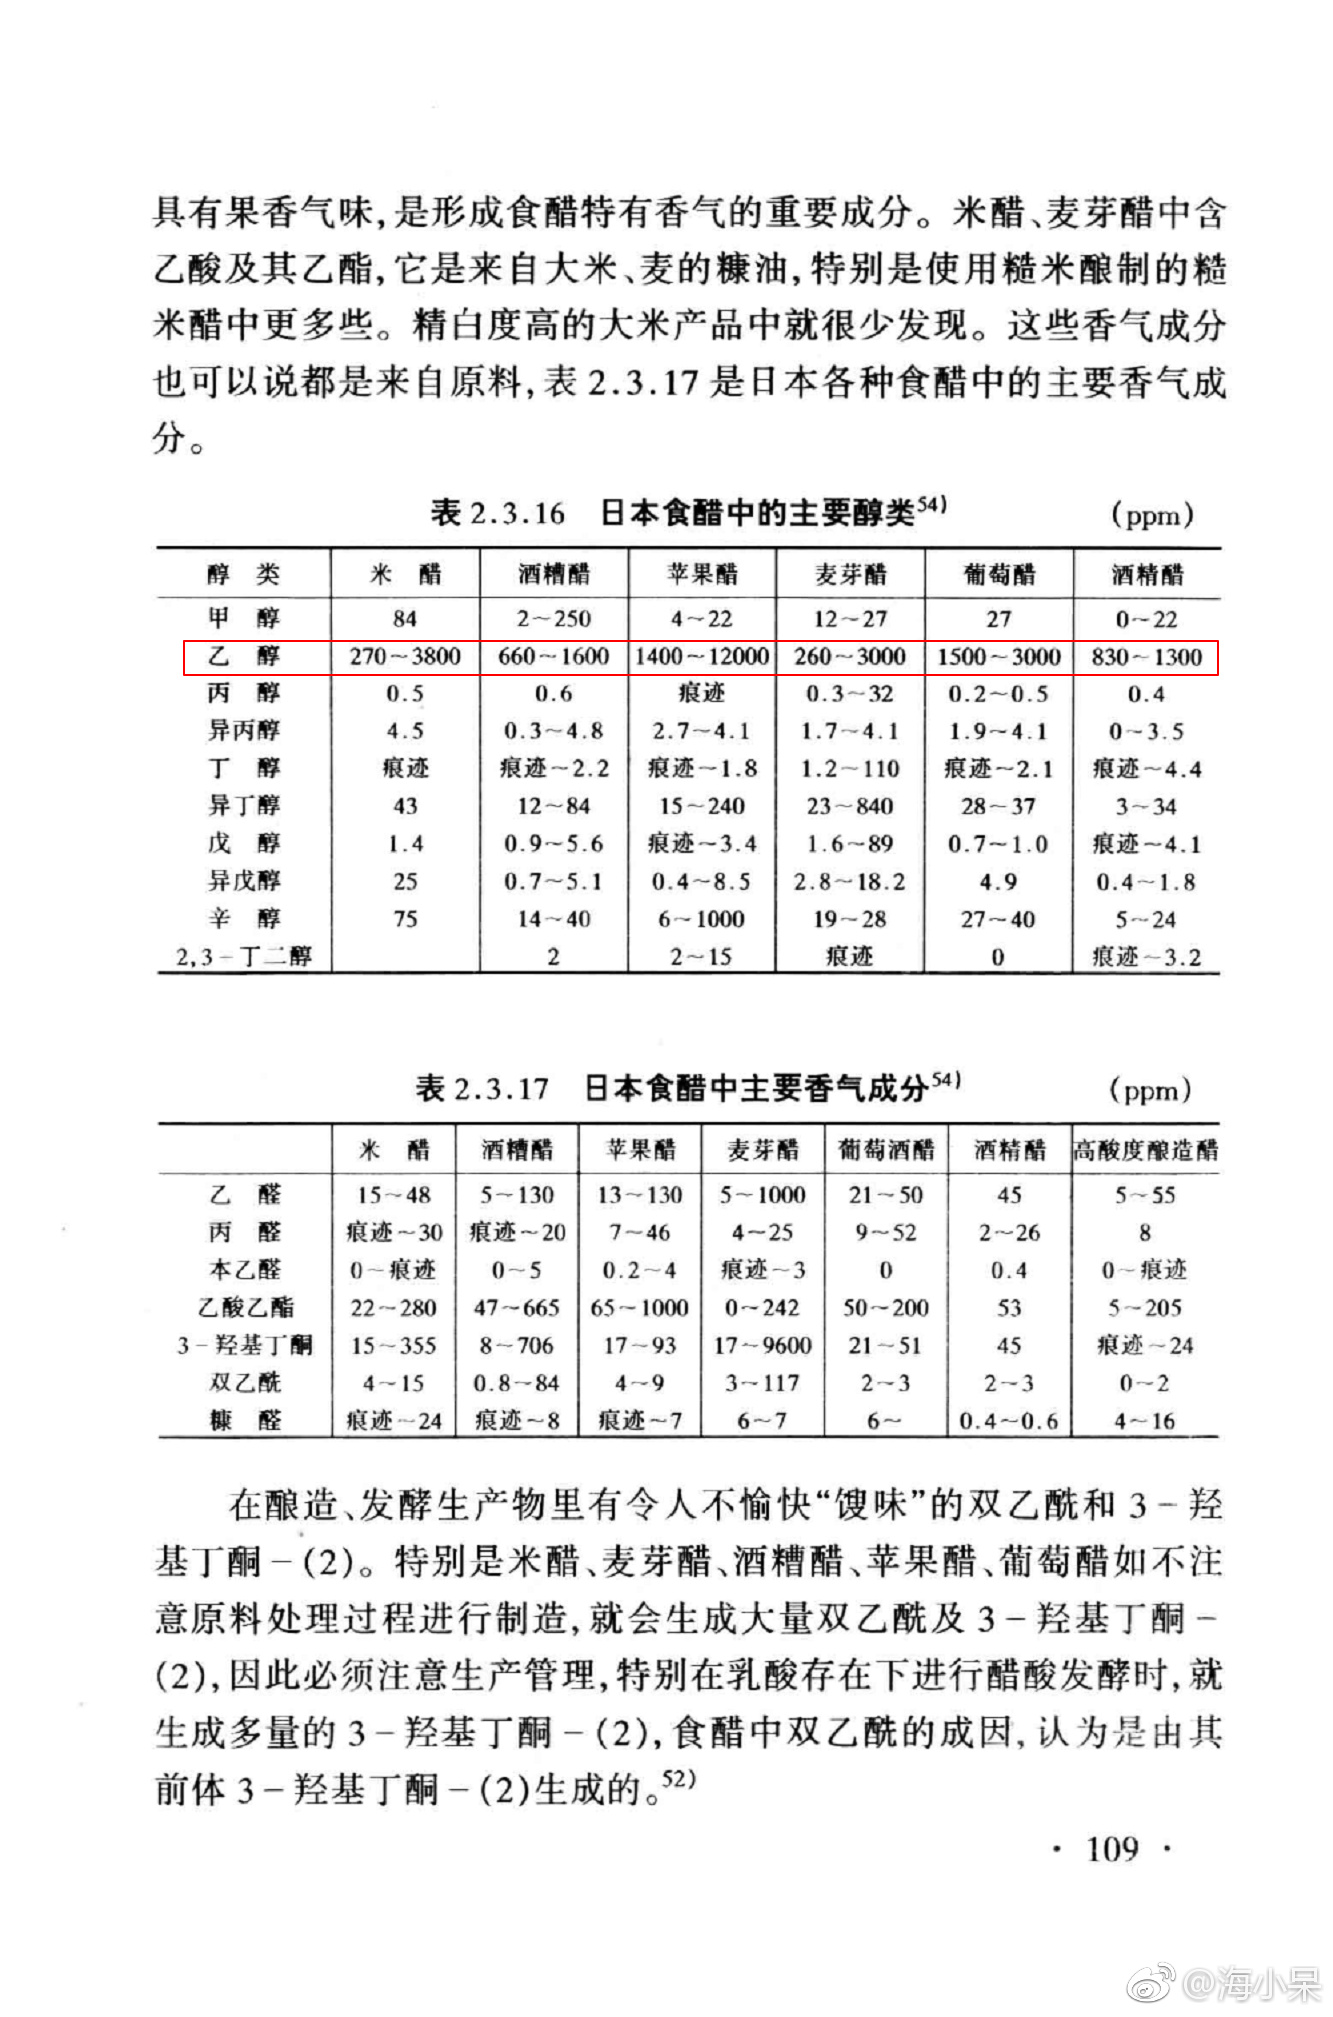 具有果香气味,是形成食醋特有香气的重要成分。米醋、麦芽醋中含
乙酸及其乙酯,它是来自大米、麦的糠油,特别是使用糙米酿制的糙
米醋中更多些。精白度高的大米产品中就很少发现。这些香气成分
也可以说都是来自原料,表2.3.17是日本各种食醋中的主要香气成
分。
表2.3.16 日本食醋中的主要醇类54) (ppm)
醇 类 米 醋 酒糟醋 苹果醋 麦芽醋 葡萄醋 酒精醋
甲 醇 84 2~250 4~22 12~27 27 0~22
乙 醇 270~3800 660~1600 1400~12000 260~3000 1500~3000 830~1300
丙 醇 0.5 0.6 痕迹 0.3~32 0.2~0.5 0.4
异丙醇 4.5 0.3~4.8 2.7~4.1 1.7~4.1 1.9~4.1 0~3.5
丁 醇 痕迹 痕迹~2.2 痕迹~1.8 1.2~110 痕迹~2.1 痕迹~4.4
异丁醇 43 12~84 15~240 23~840 28~37 3~34
戊 醇 1.4 0.9~5.6 痕迹~3.4 1.6~89 0.7~1.0 痕迹~4.1
异戊醇 25 0.7~5.1 0.4~8.5 2.8~18.2 4.9 0.4~1.8
辛 醇 75 14~40 6~1000 19~28 27~40 5~24
2,3-丁二醇 2 2~15 痕迹 0 痕迹~3.2
表2.3.17 日本食醋中主要香气成分54) (ppm)
米 醋 酒糟醋 苹果醋 麦芽醋 葡萄酒醋 酒精醋 高酸度酿造醋
乙 醛 15~48 5~130 13~130 5~1000 21~50 45 5~55
丙 醛 痕迹~30 痕迹~20 7~46 4~25 9~52 2~26 8
本乙醛 0~痕迹 0~5 0.2~4 痕迹~3 0 0.4 0~痕迹
乙酸乙酯 22~280 47~665 65~1000 0~242 50~200 53 5~205
3-羟基丁酮 15~355 8~706 17~93 17~9600 21~51 45 痕迹~24
双乙酰 4~15 0.8~84 4~9 3~117 2~3 2~3 0~2
糠 醛 痕迹~24 痕迹~8 痕迹~7 6~7 6~ 0.4~0.6 4~16
在酿造、发酵生产物里有令人不愉快“馊味”的双乙酰和3-羟
基丁酮-(2)。特别是米醋、麦芽醋、酒糟醋、苹果醋、葡萄醋如不注
意原料处理过程进行制造,就会生成大量双乙酰及3-羟基丁酮-
(2),因此必须注意生产管理,特别在乳酸存在下进行醋酸发酵时,就
生成多量的3-羟基丁酮-(2),食醋中双乙酰的成因,认为是由其
前体3-羟基丁酮-(2)生成的。52)
· 109 ·
@海小呆